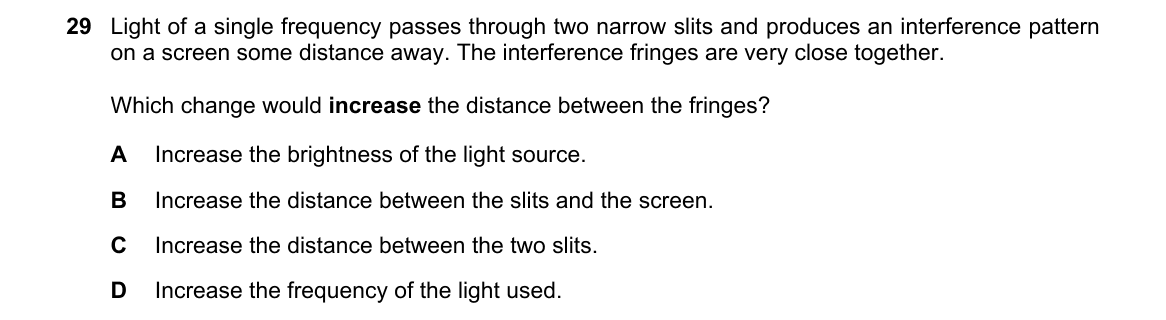 29 Light of a single frequency passes through two narrow slits and produces an interference pattern
on a screen some distance away. The interference fringes are very close together.
Which change would increase the distance between the fringes?
A Increase the brightness of the light source.
B Increase the distance between the slits and the screen.
C Increase the distance between the two slits.
D Increase the frequency of the light used.